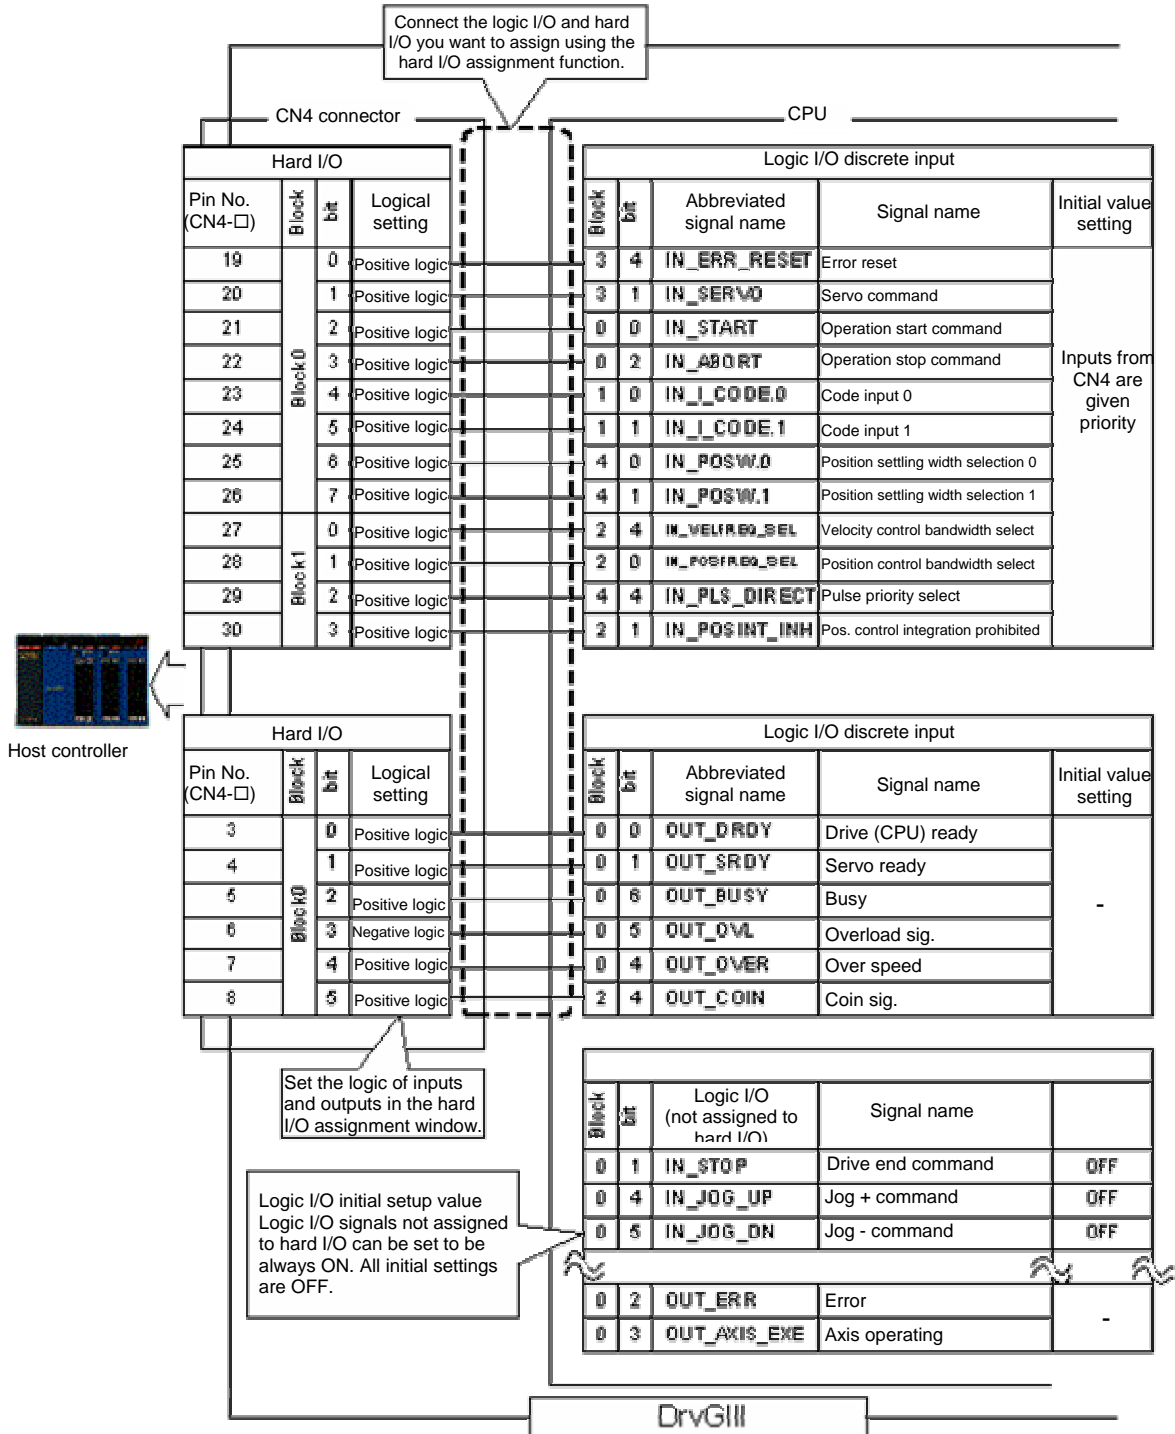 Connect the logic I/O and hard
I/O you want to assign using the
hard I/O assignment function.
CN4 connector
CPU
Hard I/O
Pin No.
(CN4-□)
Block
bit
Logical
setting
19
0
Positive logic
20
1
Positive logic
21
2
Positive logic
22
3
Positive logic
23
4
Positive logic
24
5
Positive logic
25
6
Positive logic
26
7
Positive logic
Block0
27
0
Positive logic
28
1
Positive logic
29
2
Positive logic
30
3
Positive logic
Block1
Logic I/O discrete input
Block
bit
Abbreviated
signal name
Signal name
Initial value
setting
3 4 IN_ERR_RESET Error reset
3 1 IN_SERVO Servo command
0 0 IN_START Operation start command
0 2 IN_ABORT Operation stop command
1 0 IN_I_CODE.0 Code input 0
1 1 IN_I_CODE.1 Code input 1
4 0 IN_POSW.0 Position settling width selection 0
4 1 IN_POSW.1 Position settling width selection 1
2 4 IN_VELFREQ_SEL Velocity control bandwidth select
2 0 IN_POSFREQ_SEL Position control bandwidth select
4 4 IN_PLS_DIRECT Pulse priority select
2 1 IN_POSINT_INH Pos. control integration prohibited
Inputs from
CN4 are
given
priority
Host controller
Hard I/O
Pin No.
(CN4-□)
Block
bit
Logical
setting
3
0
Positive logic
4
1
Positive logic
5
2
Positive logic
6
3
Negative logic
7
4
Positive logic
8
5
Positive logic
Block0
Logic I/O discrete input
Block
bit
Abbreviated
signal name
Signal name
Initial value
setting
0 0 OUT_DRDY Drive (CPU) ready
0 1 OUT_SRDY Servo ready
0 6 OUT_BUSY Busy
0 5 OUT_OVL Overload sig.
0 4 OUT_OVER Over speed
2 4 OUT_COIN Coin sig.
-
Set the logic of inputs
and outputs in the hard
I/O assignment window.
Block
bit
Logic I/O
(not assigned to
hard I/O)
Signal name
0 1 IN_STOP Drive end command OFF
0 4 IN_JOG_UP Jog + command OFF
0 5 IN_JOG_DN Jog - command OFF
0 2 OUT_ERR Error
0 3 OUT_AXIS_EXE Axis operating
-
Logic I/O initial setup value
Logic I/O signals not assigned
to hard I/O can be set to be
always ON. All initial settings
are OFF.
DrvGIII